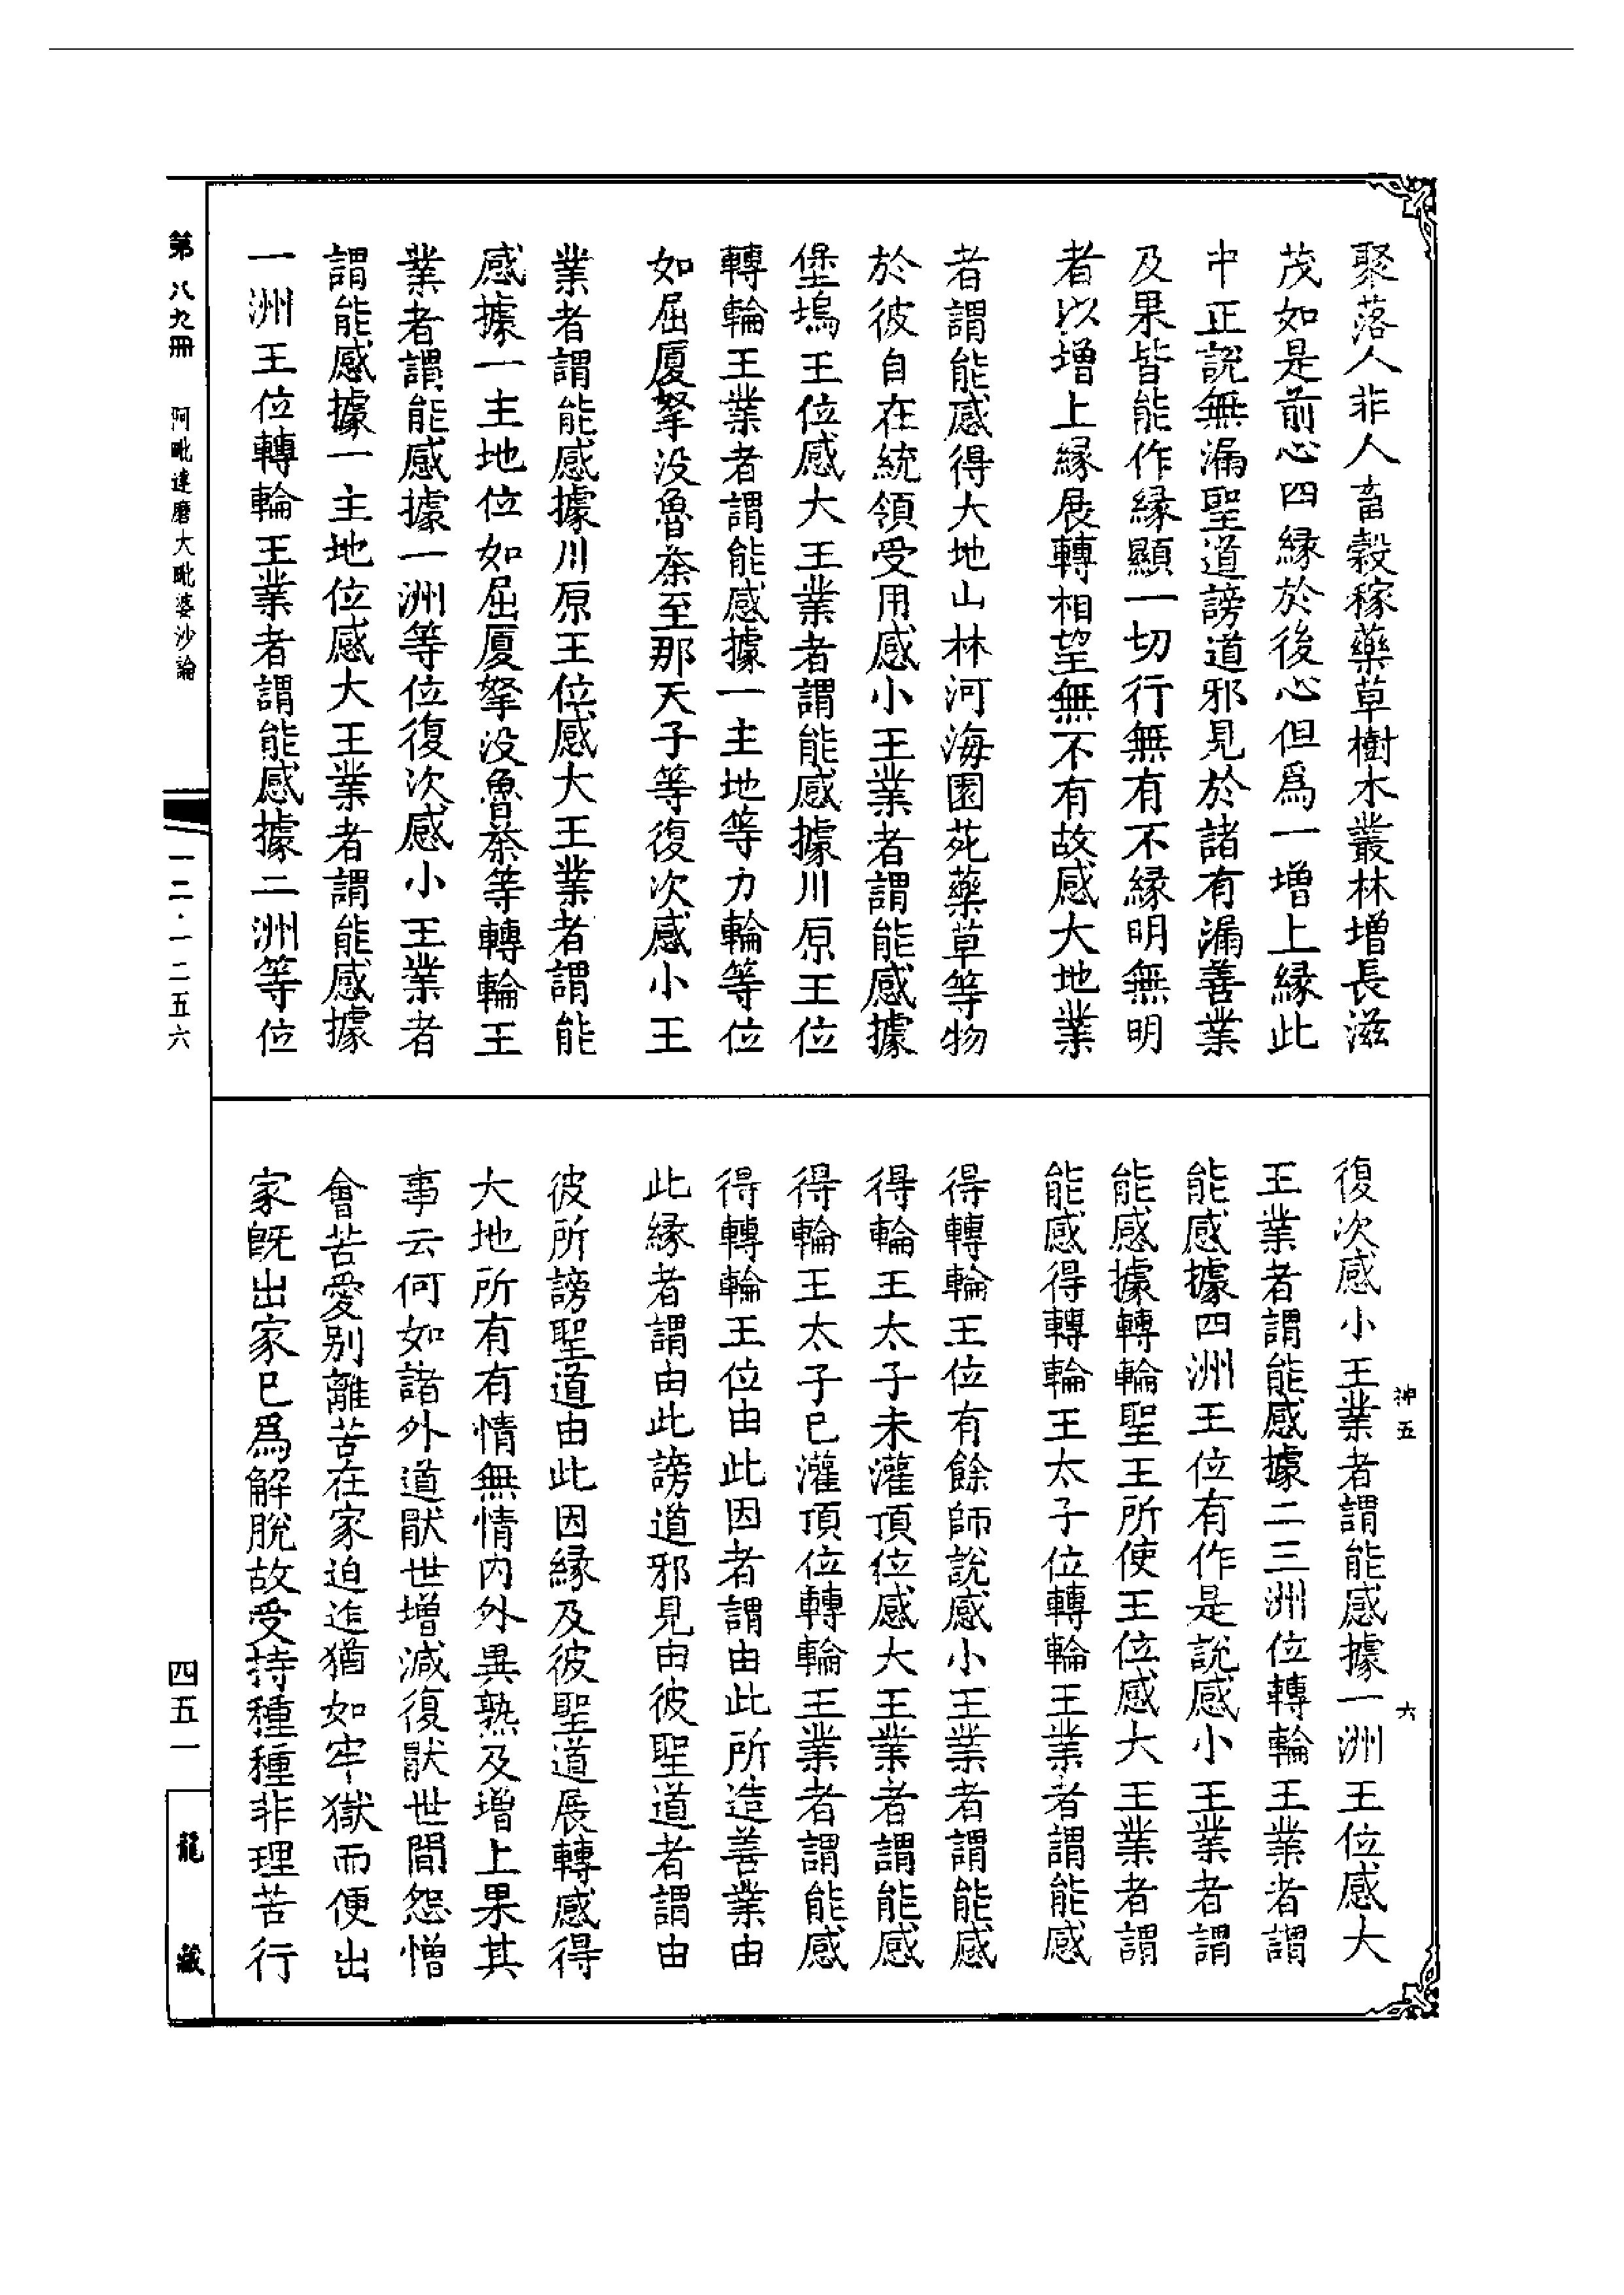 聚落人非人畜穀稼藥草樹木叢林增長滋
茂如是前心四緣於後心但爲一增上緣此
中正說無漏聖道謗道邪見於諸有漏善業
及果皆能作緣顯一切行無有不緣明無明
者以增上緣展轉相望無不有故感大地業
者謂能感得大地山林河海園苑藥草等物
於彼自在統領受用感小王業者謂能感據
堡塢王位感大王業者謂能感據川原王位
轉輪王業者謂能感據一主地等力輪等位
如屈厦拏没魯荼至那天子等復次感小王
業者謂能感據川原王位感大王業者謂能
感據一主地位如屈厦拏没魯荼等轉輪王
業者謂能感據一洲等位復次感小王業者
謂能感據一主地位感大王業者謂能感據
一洲王位轉輪王業者謂能感據二洲等位
復次感小王業者謂能感據一洲王位感大
王業者謂能感據二三洲位轉輪王業者謂
能感據四洲王位有作是說感小王業者謂
能感據轉輪聖王所使王位感大王業者謂
能感得轉輪王太子位轉輪王業者謂能感
得轉輪王位有餘師說感小王業者謂能感
得輪王太子未灌頂位感大王業者謂能感
得輪王太子已灌頂位轉輪王業者謂能感
得轉輪王位由此因者謂由此所造善業由
此緣者謂由此謗道邪見由彼聖道者謂由
彼所謗聖道由此因緣及彼聖道展轉感得
大地所有有情無情內外異熟及增上果其
事云何如諸外道猒世增減復猒世間怨憎
會苦愛别離苦在家迫迮猶如牢獄而便出
家旣出家已爲解脫故受持種種非理苦行
神五
六
第八九冊
阿毗達磨大毗婆沙論
一二·一二五六
四五一
龍藏